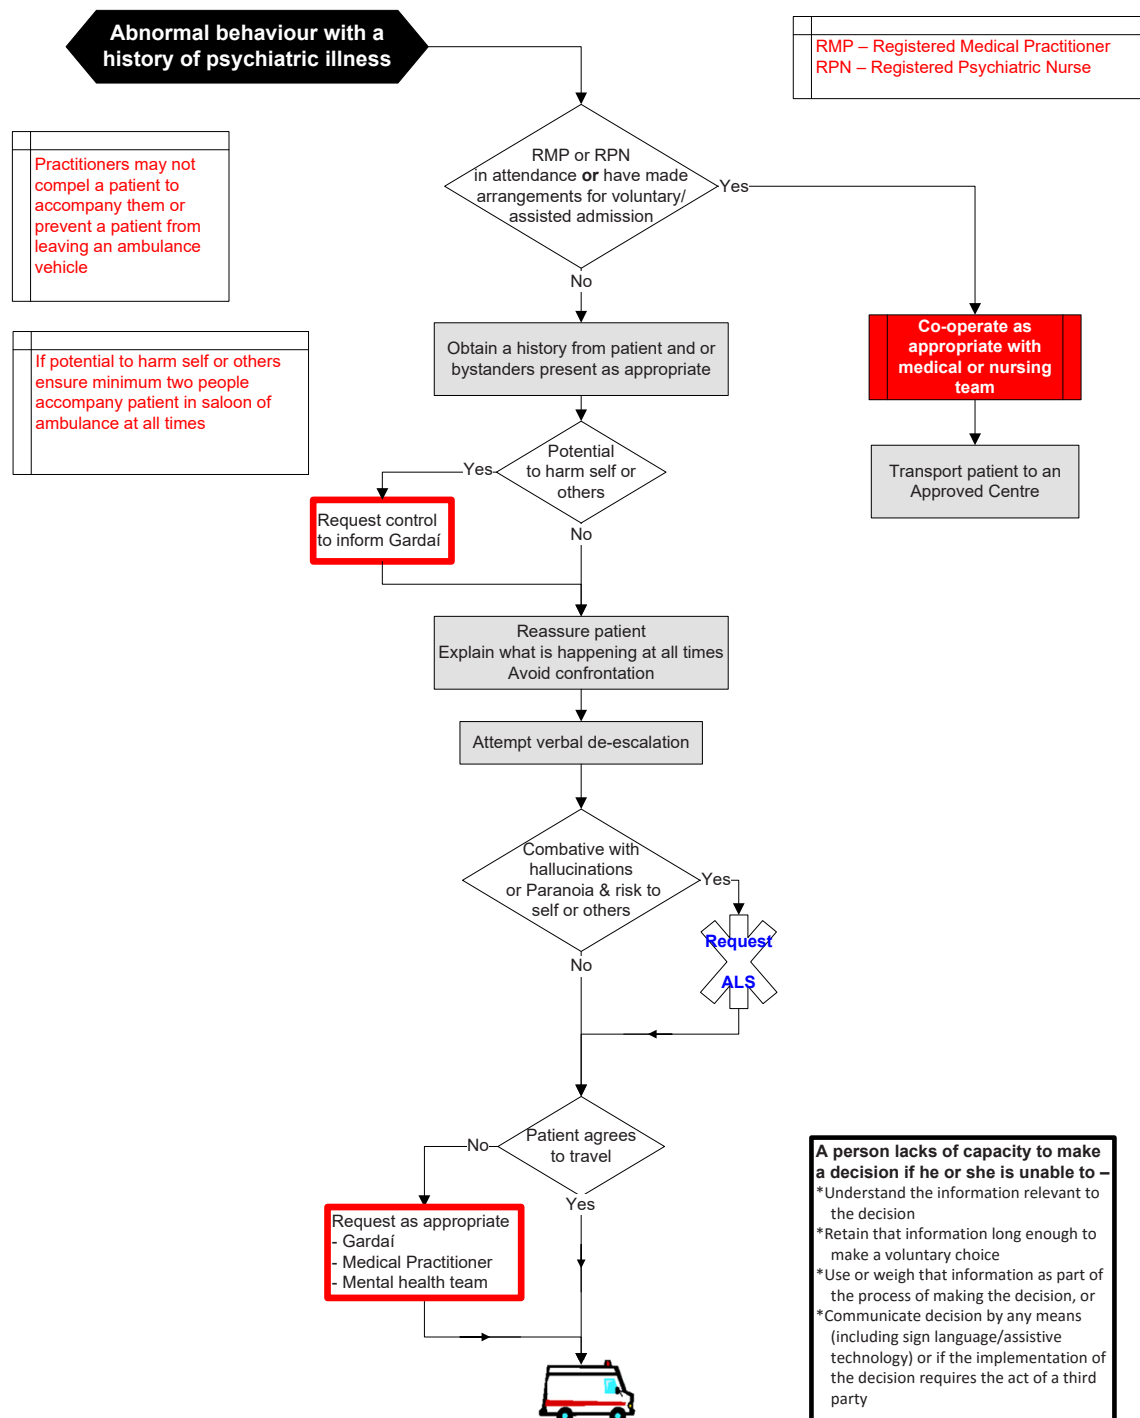 Abnormal behaviour with a
history of psychiatric illness
RMP – Registered Medical Practitioner
RPN – Registered Psychiatric Nurse
Practitioners may not
compel a patient to
accompany them or
prevent a patient from
leaving an ambulance
vehicle
RMP or RPN
in attendance or have made
arrangements for voluntary/
assisted admission
Yes
No
If potential to harm self or others
ensure minimum two people
accompany patient in saloon of
ambulance at all times
Obtain a history from patient and or
bystanders present as appropriate
Co-operate as
appropriate with
medical or nursing
team
Potential
to harm self or
others
Yes
No
Transport patient to an
Approved Centre
Request control
to inform Gardaí
Reassure patient
Explain what is happening at all times
Avoid confrontation
Attempt verbal de-escalation
Combative with
hallucinations
or Paranoia & risk to
self or others
Yes
No
Request
ALS
Patient agrees
to travel
No
Yes
Request as appropriate
- Gardaí
- Medical Practitioner
- Mental health team
A person lacks of capacity to make
a decision if he or she is unable to –
*Understand the information relevant to
the decision
*Retain that information long enough to
make a voluntary choice
*Use or weigh that information as part of
the process of making the decision, or
*Communicate decision by any means
(including sign language/assistive
technology) or if the implementation of
the decision requires the act of a third
party